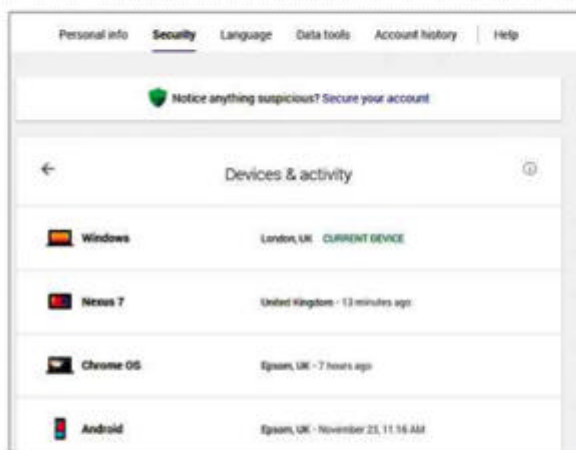 Personal info Security Language Data tools Account history Help
Notice anything suspicious? Secure your account
Devices & activity
Windows London, UK CURRENT DEVICE
Nexus 7 United Kingdom - 13 minutes ago
Chrome OS Epsom, UK - 7 hours ago
Android Epsom, UK - November 23, 11:16 AM